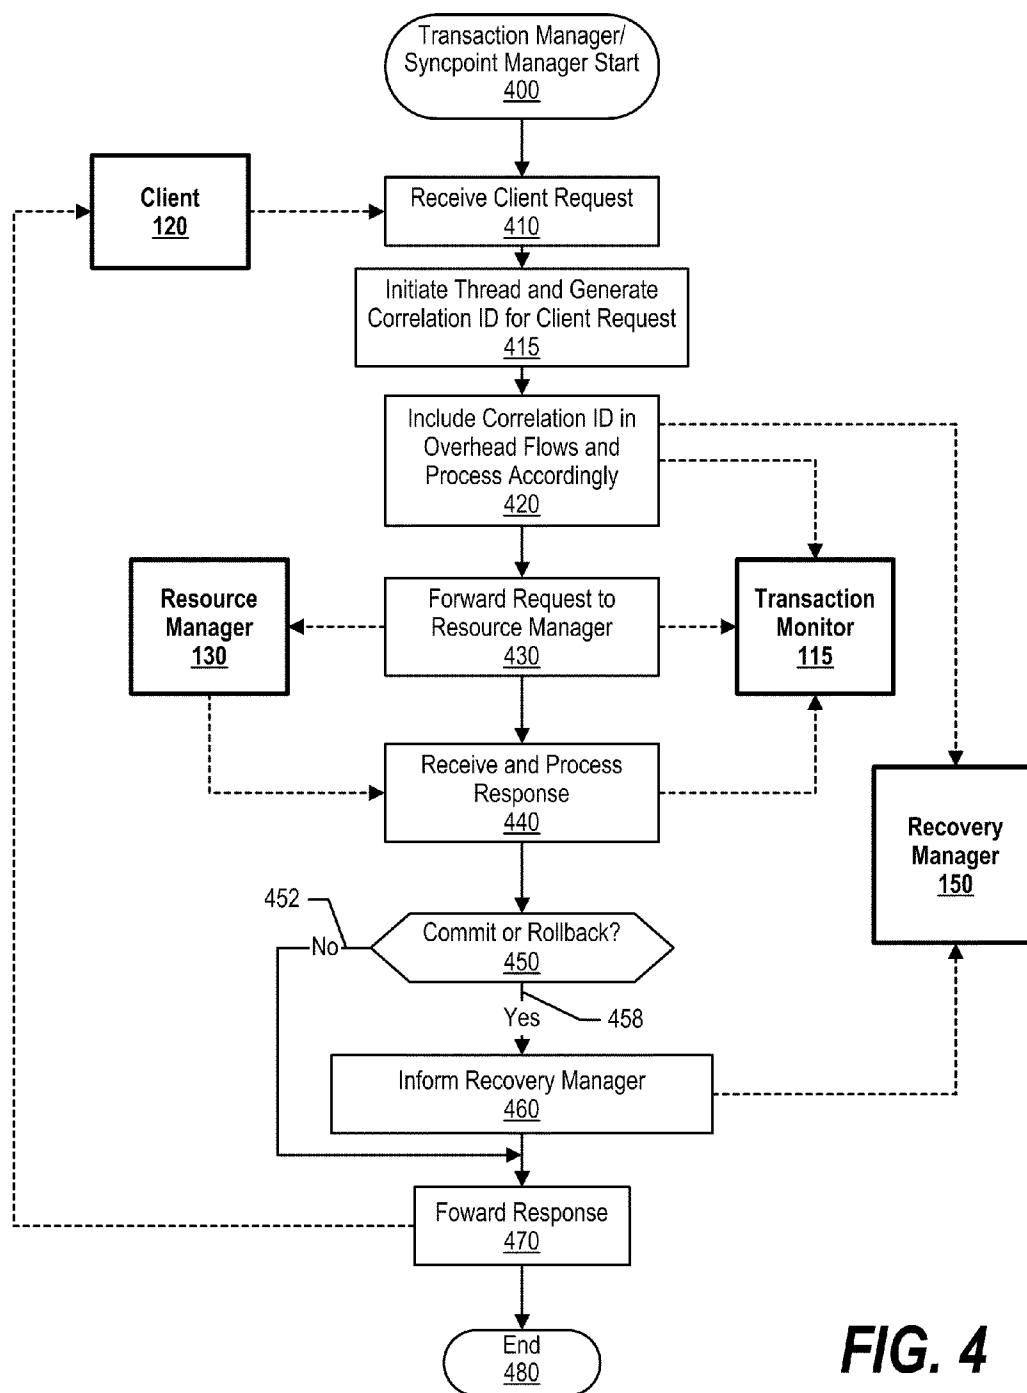 Transaction Manager/
Syncpoint Manager Start
400
Client
120
Receive Client Request
410
Initiate Thread and Generate
Correlation ID for Client Request
415
Include Correlation ID in
Overhead Flows and
Process Accordingly
420
Resource
Manager
130
Forward Request to
Resource Manager
430
Transaction
Monitor
115
Receive and Process
Response
440
Recovery
Manager
150
452
No
Commit or Rollback?
450
Yes
458
Inform Recovery Manager
460
Foward Response
470
End
480
FIG. 4